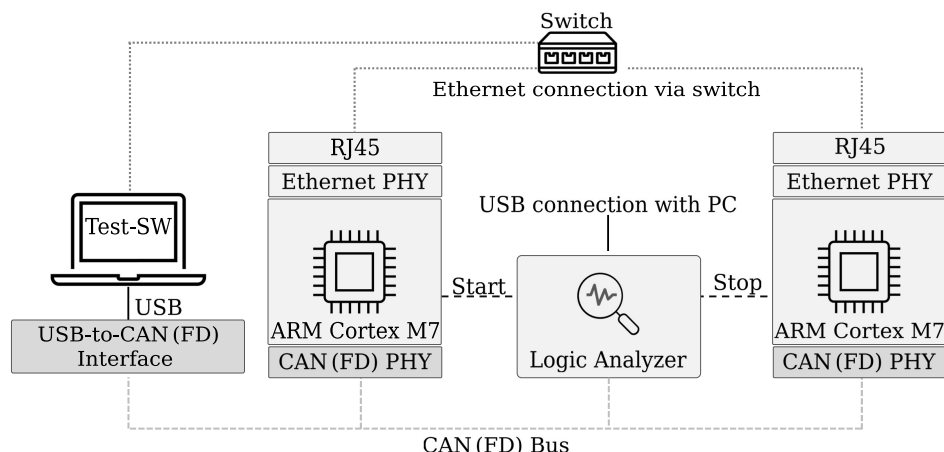 Switch
Ethernet connection via switch
RJ45
Ethernet PHY
ARM Cortex M7
CAN (FD) PHY
Test-SW
USB
USB-to-CAN (FD)
Interface
USB connection with PC
Start
Logic Analyzer
Stop
RJ45
Ethernet PHY
ARM Cortex M7
CAN (FD) PHY
CAN (FD) Bus